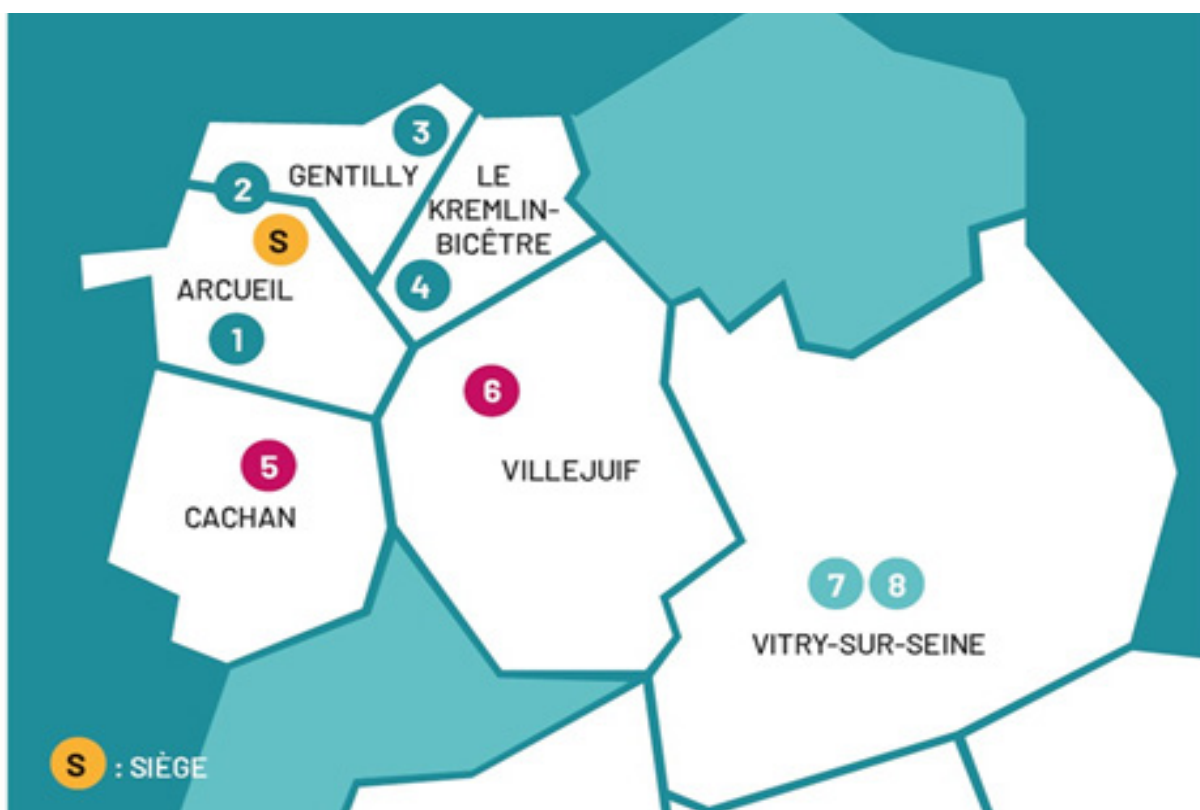 3
GENTILLY
2
S
ARCUEIL
1
LE
KREMLIN-
BICÊTRE
4
5
CACHAN
6
VILLEJUIF
7 8
VITRY-SUR-SEINE
S : SIÈGE